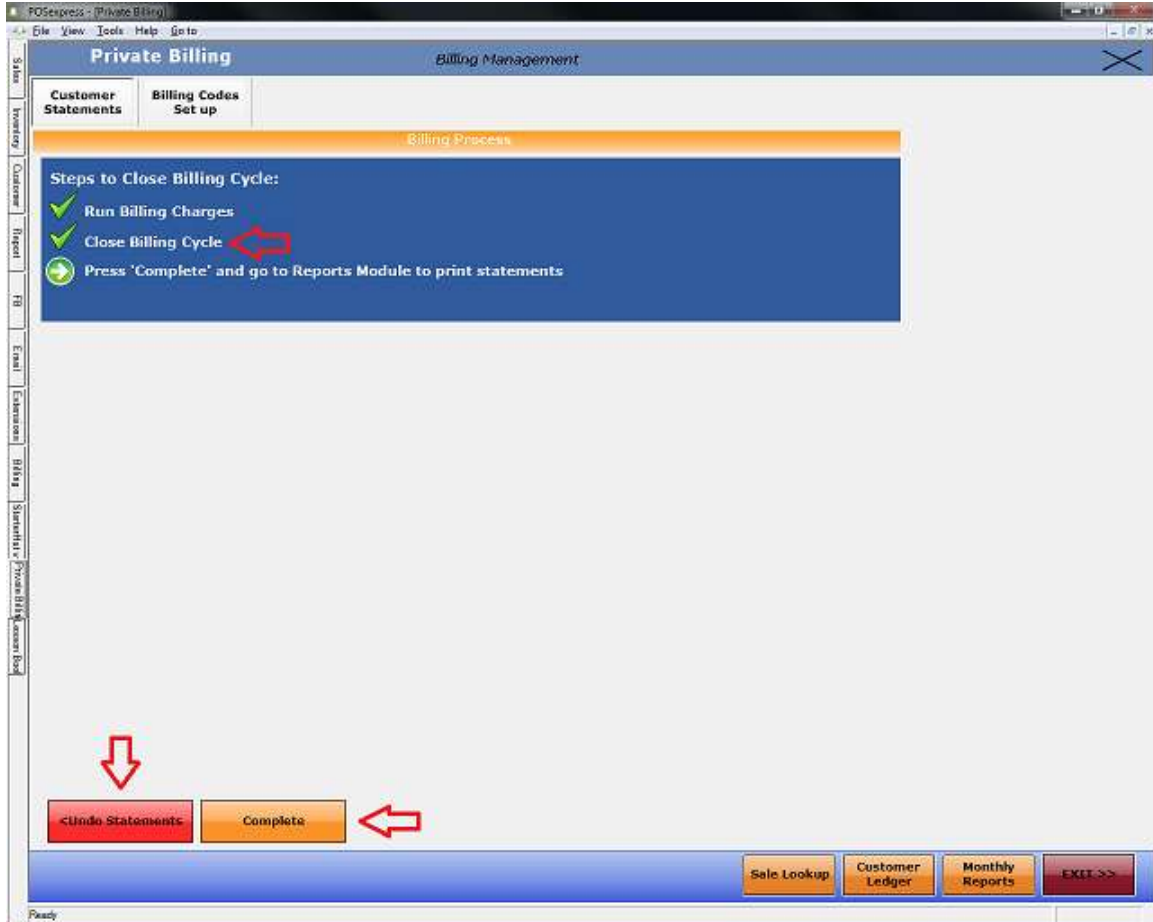 POSexpress - [Private Billing]
File View Tools Help Go to
Private Billing
Billing Management
Customer
Statements
Billing Codes
Set up
Billing Process
Steps to Close Billing Cycle:
Run Billing Charges
Close Billing Cycle
Press 'Complete' and go to Reports Module to print statements
Sales
Inventory
Customer
Report
FB
Email
Extensions
Billing
Private Billing
<Undo Statements
Complete
Sale Lookup
Customer
Ledger
Monthly
Reports
EXIT >>
Ready